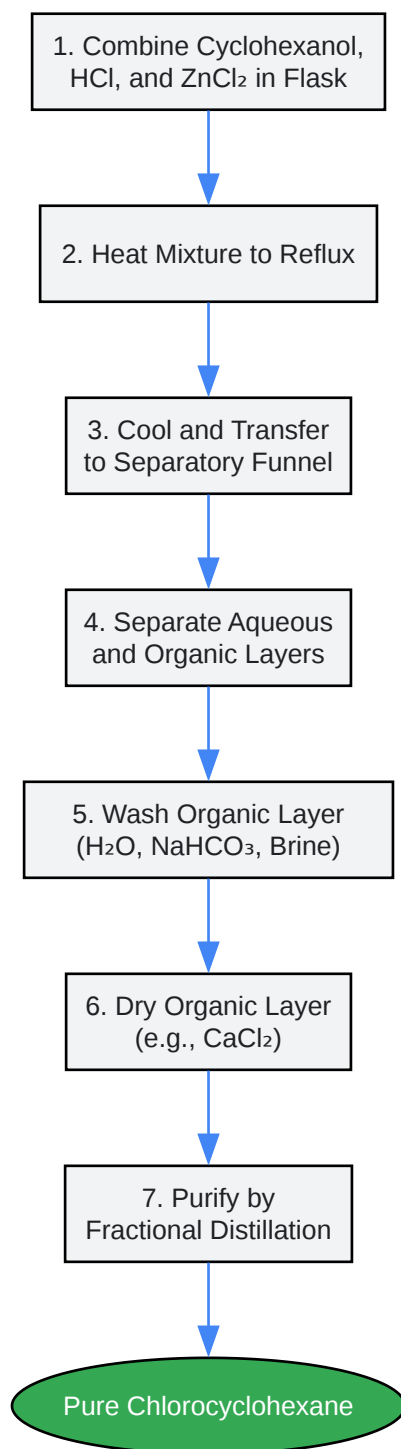 1. Combine Cyclohexanol,
HCl, and ZnCl₂ in Flask
2. Heat Mixture to Reflux
3. Cool and Transfer
to Separatory Funnel
4. Separate Aqueous
and Organic Layers
5. Wash Organic Layer
(H₂O, NaHCO₃, Brine)
6. Dry Organic Layer
(e.g., CaCl₂)
7. Purify by
Fractional Distillation
Pure Chlorocyclohexane